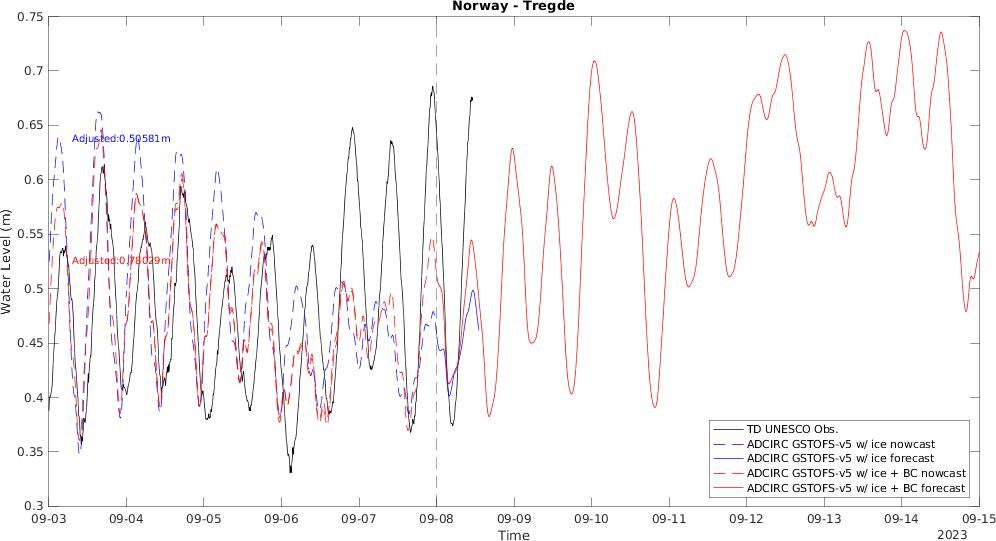 Norway - Tregde
0.75
0.7
0.65
0.6
0.55
0.5
0.45
0.4
0.35
0.3
Water Level (m)
Adjusted:0.50581m
09-03
09-04
09-05
09-06
09-07
09-08
09-09
09-10
09-11
09-12
09-13
09-14
09-15
Time
2023
TD UNESCO Obs.
ADCIRC GSTOFS-v5 w/ ice nowcast
ADCIRC GSTOFS-v5 w/ ice forecast
ADCIRC GSTOFS-v5 w/ ice + BC nowcast
ADCIRC GSTOFS-v5 w/ ice + BC forecast